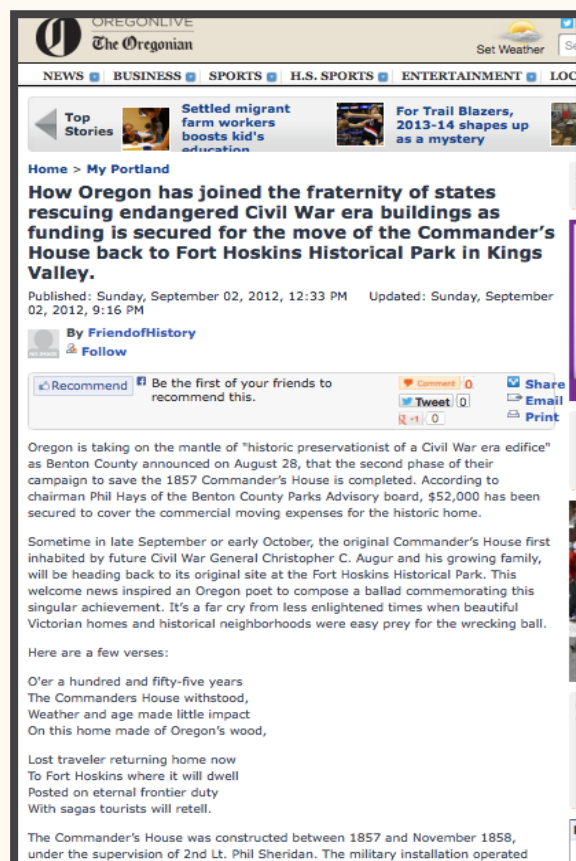 OREGONLIVE
The Oregonian
Set Weather
NEWS BUSINESS SPORTS H.S. SPORTS ENTERTAINMENT LOC
Top
Stories
Settled migrant
farm workers
boosts kid's
education
For Trail Blazers,
2013-14 shapes up
as a mystery
Home > My Portland
How Oregon has joined the fraternity of states
rescuing endangered Civil War era buildings as
funding is secured for the move of the Commander's
House back to Fort Hoskins Historical Park in Kings
Valley.
Published: Sunday, September 02, 2012, 12:33 PM Updated: Sunday, September
02, 2012, 9:16 PM
By FriendofHistory
Follow
Recommend Be the first of your friends to
recommend this.
Comment 0
Tweet 0
+1 0
Share
Email
Print
Oregon is taking on the mantle of "historic preservationist of a Civil War era edifice"
as Benton County announced on August 28, that the second phase of their
campaign to save the 1857 Commander's House is completed. According to
chairman Phil Hays of the Benton County Parks Advisory board, $52,000 has been
secured to cover the commercial moving expenses for the historic home.
Sometime in late September or early October, the original Commander's House first
inhabited by future Civil War General Christopher C. Augur and his growing family,
will be heading back to its original site at the Fort Hoskins Historical Park. This
welcome news inspired an Oregon poet to compose a ballad commemorating this
singular achievement. It's a far cry from less enlightened times when beautiful
Victorian homes and historical neighborhoods were easy prey for the wrecking ball.
Here are a few verses:
O'er a hundred and fifty-five years
The Commanders House withstood,
Weather and age made little impact
On this home made of Oregon's wood,
Lost traveler returning home now
To Fort Hoskins where it will dwell
Posted on eternal frontier duty
With sagas tourists will retell.
The Commander's House was constructed between 1857 and November 1858,
under the supervision of 2nd Lt. Phil Sheridan. The military installation operated